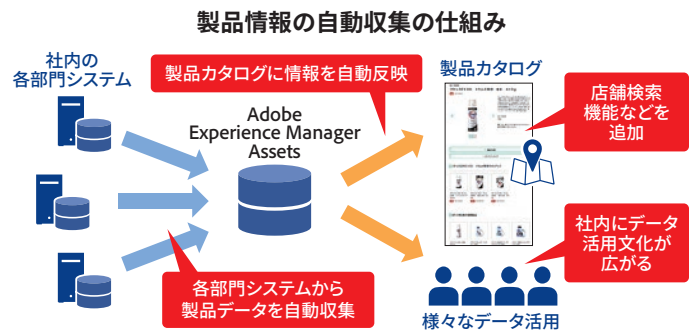 製品情報の自動収集の仕組み
社内の
各部門システム
製品カタログに情報を自動反映
製品カタログ
店舗検索
機能などを
追加
Adobe
Experience Manager
Assets
各部門システムから
製品データを自動収集
社内にデータ
活用文化が
広がる
様々なデータ活用